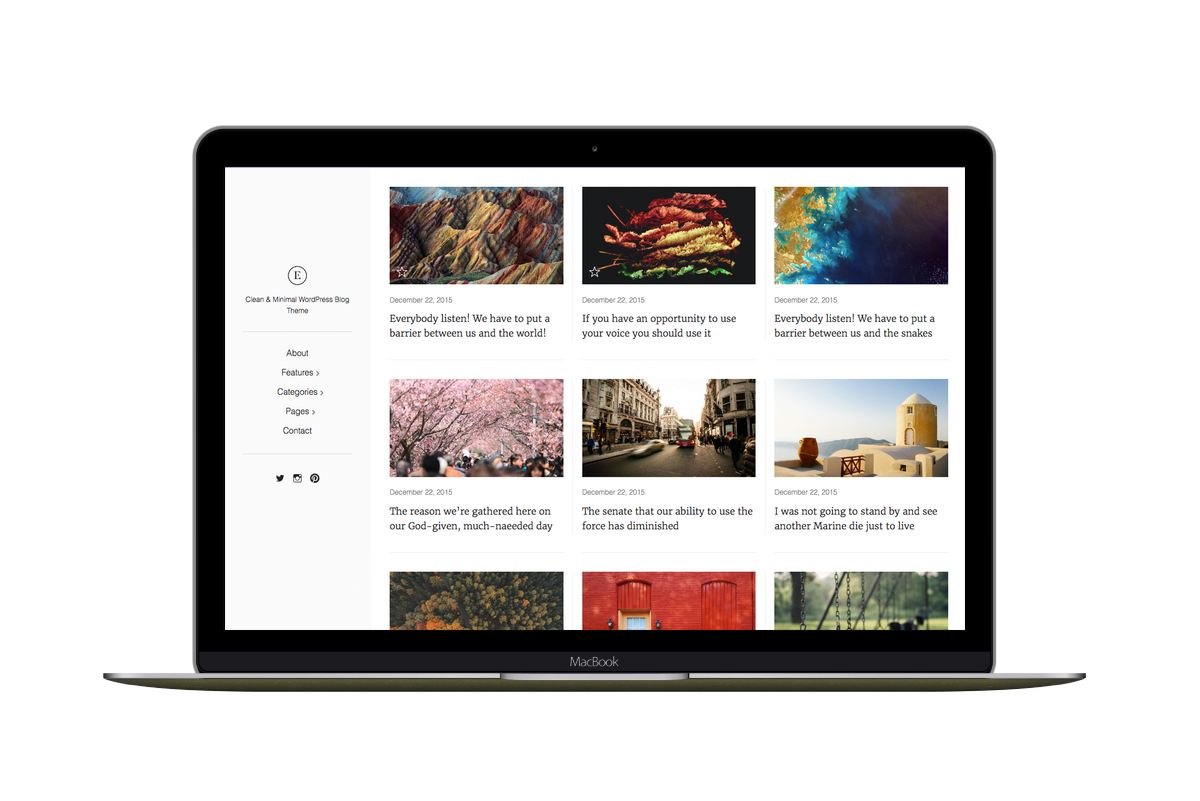 E
Clean & Minimal WordPress Blog
Theme
About
Features ›
Categories ›
Pages ›
Contact
December 22, 2015
Everybody listen! We have to put a
barrier between us and the world!
December 22, 2015
If you have an opportunity to use
your voice you should use it
December 22, 2015
Everybody listen! We have to put a
barrier between us and the snakes
December 22, 2015
The reason we're gathered here on
our God-given, much-naeeded day
December 22, 2015
The senate that our ability to use the
force has diminished
December 22, 2015
I was not going to stand by and see
another Marine die just to live
MacBook